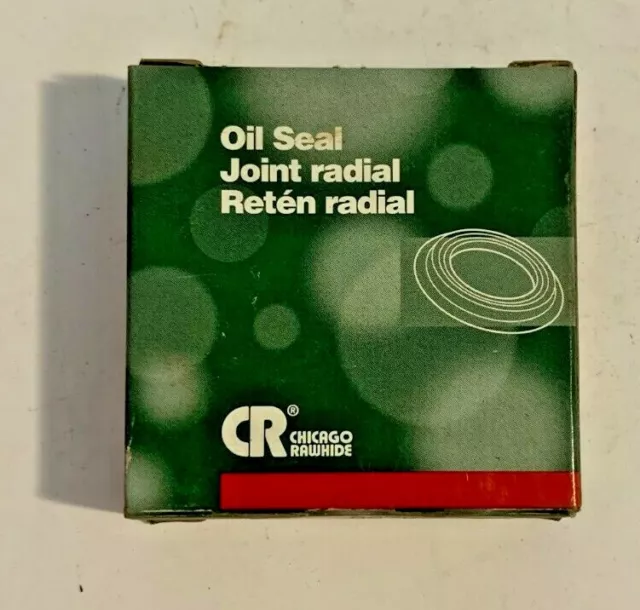 Oil Seal
Joint radial
Retén radial
CR®
CHICAGO
RAWHIDE